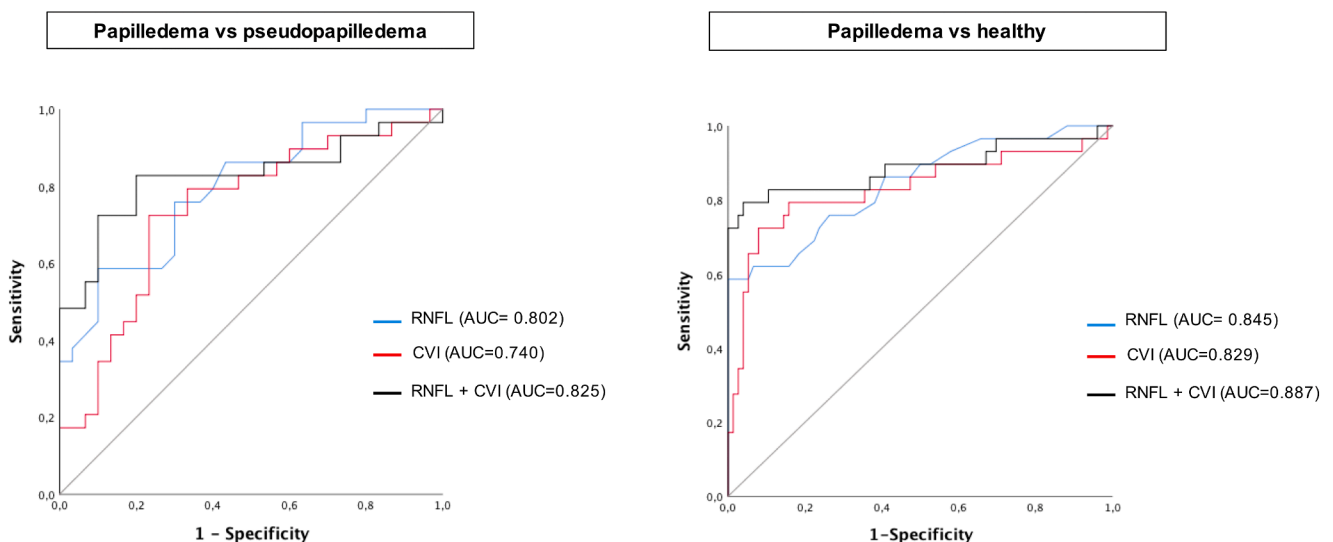 Papilledema vs pseudopapilledema
1,0
0,8
0,6
0,4
0,2
0,0
0,0 0,2 0,4 0,6 0,8 1,0
Sensitivity
1 - Specificity
RNFL (AUC= 0.802)
CVI (AUC=0.740)
RNFL + CVI (AUC=0.825)
Papilledema vs healthy
1,0
0,8
0,6
0,4
0,2
0,0
0,0 0,2 0,4 0,6 0,8 1,0
Sensitivity
1-Specificity
RNFL (AUC= 0.845)
CVI (AUC=0.829)
RNFL + CVI (AUC=0.887)